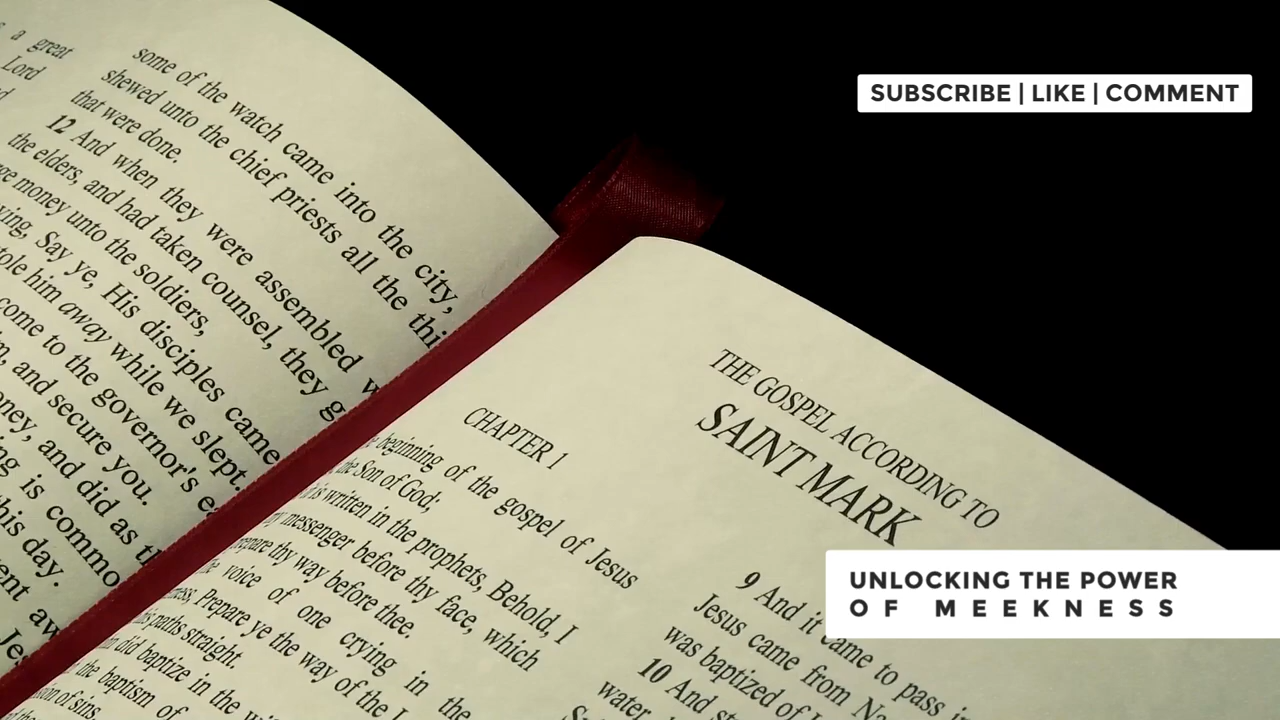 s a great
Lord
some of the watch came into the city,
shewed unto the chief priests all the
that were done.
12 And when they were assembled
the elders, and had taken counsel, they
money unto the soldiers,
Say ye, His disciples came
him away while we slept.
come to the governor's
and secure you.
and did as
is commo
his day.
SUBSCRIBE | LIKE | COMMENT
THE GOSPEL ACCORDING TO
SAINT MARK
CHAPTER 1
beginning of the gospel of Jesus
the Son of God;
is written in the prophets, Behold, I
messenger before thy face, which
thy way before thee.
voice of one crying in the
Prepare ye the way of the
paths straight.
did baptize in the
the baptism of
of sins.
9 And it came to pass in
Jesus came from Na
was baptized of
10 And st
water
UNLOCKING THE POWER
OF MEEKNESS